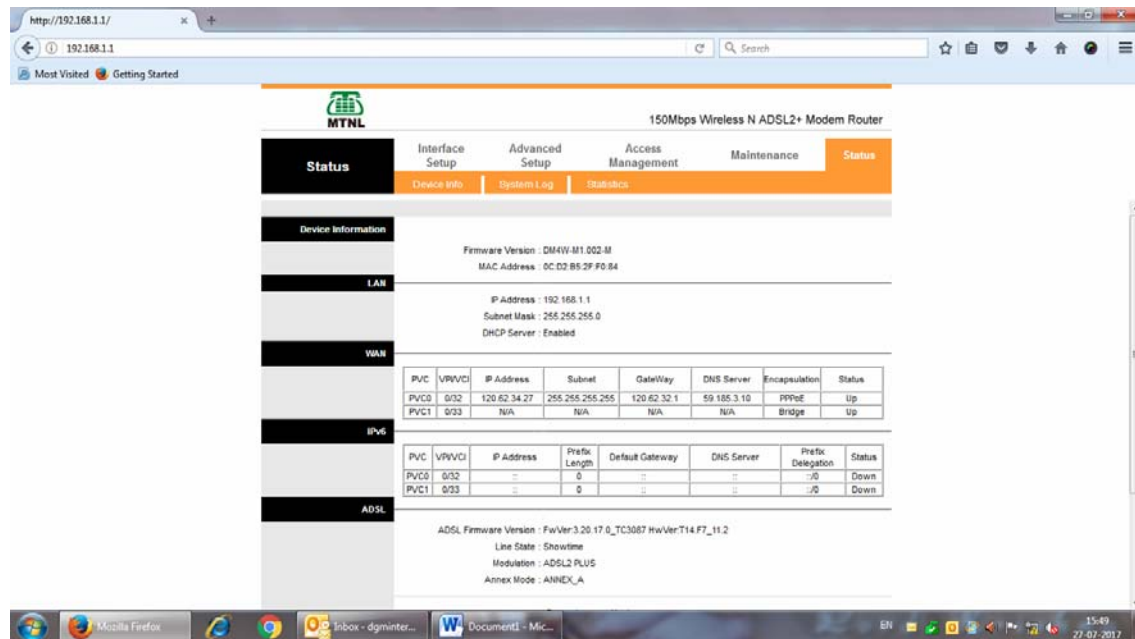 http://192.168.1.1/
192.168.1.1
Search
Most Visited Getting Started
MTNL
150Mbps Wireless N ADSL2+ Modem Router
Status
Interface Setup Advanced Setup Access Management Maintenance Status
Device Info System Log Statistics
Device Information
Firmware Version : DM4W-M1.002-M
MAC Address : 0C:D2:B5:2F:F0:84
LAN
IP Address : 192.168.1.1
Subnet Mask : 255.255.255.0
DHCP Server : Enabled
WAN
PVC VPI/VCI IP Address Subnet GateWay DNS Server Encapsulation Status
PVC0 0/32 120.62.34.27 255.255.255.255 120.62.32.1 59.185.3.10 PPPoE Up
PVC1 0/33 N/A N/A N/A N/A Bridge Up
IPv6
PVC VPI/VCI IP Address Prefix Length Default Gateway DNS Server Prefix Delegation Status
PVC0 0/32 :: 0 :: :: ::/0 Down
PVC1 0/33 :: 0 :: :: ::/0 Down
ADSL
ADSL Firmware Version : FwVer:3.20.17.0_TC3087 HwVer:T14.F7_11.2
Line State : Showtime
Modulation : ADSL2 PLUS
Annex Mode : ANNEX_A
Mozilla Firefox Inbox - dgminter... Document1 - Mic... EN 15:49
27-07-2017